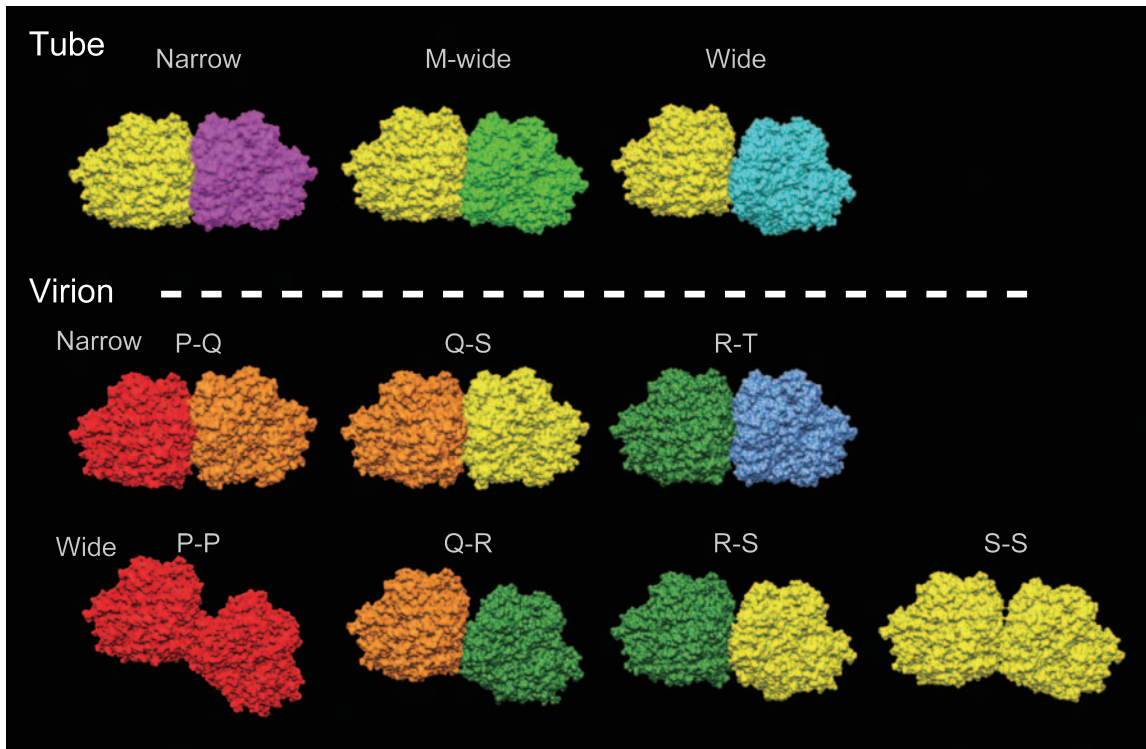 Tube
Narrow M-wide Wide
Virion
Narrow P-Q Q-S R-T
Wide P-P Q-R R-S S-S